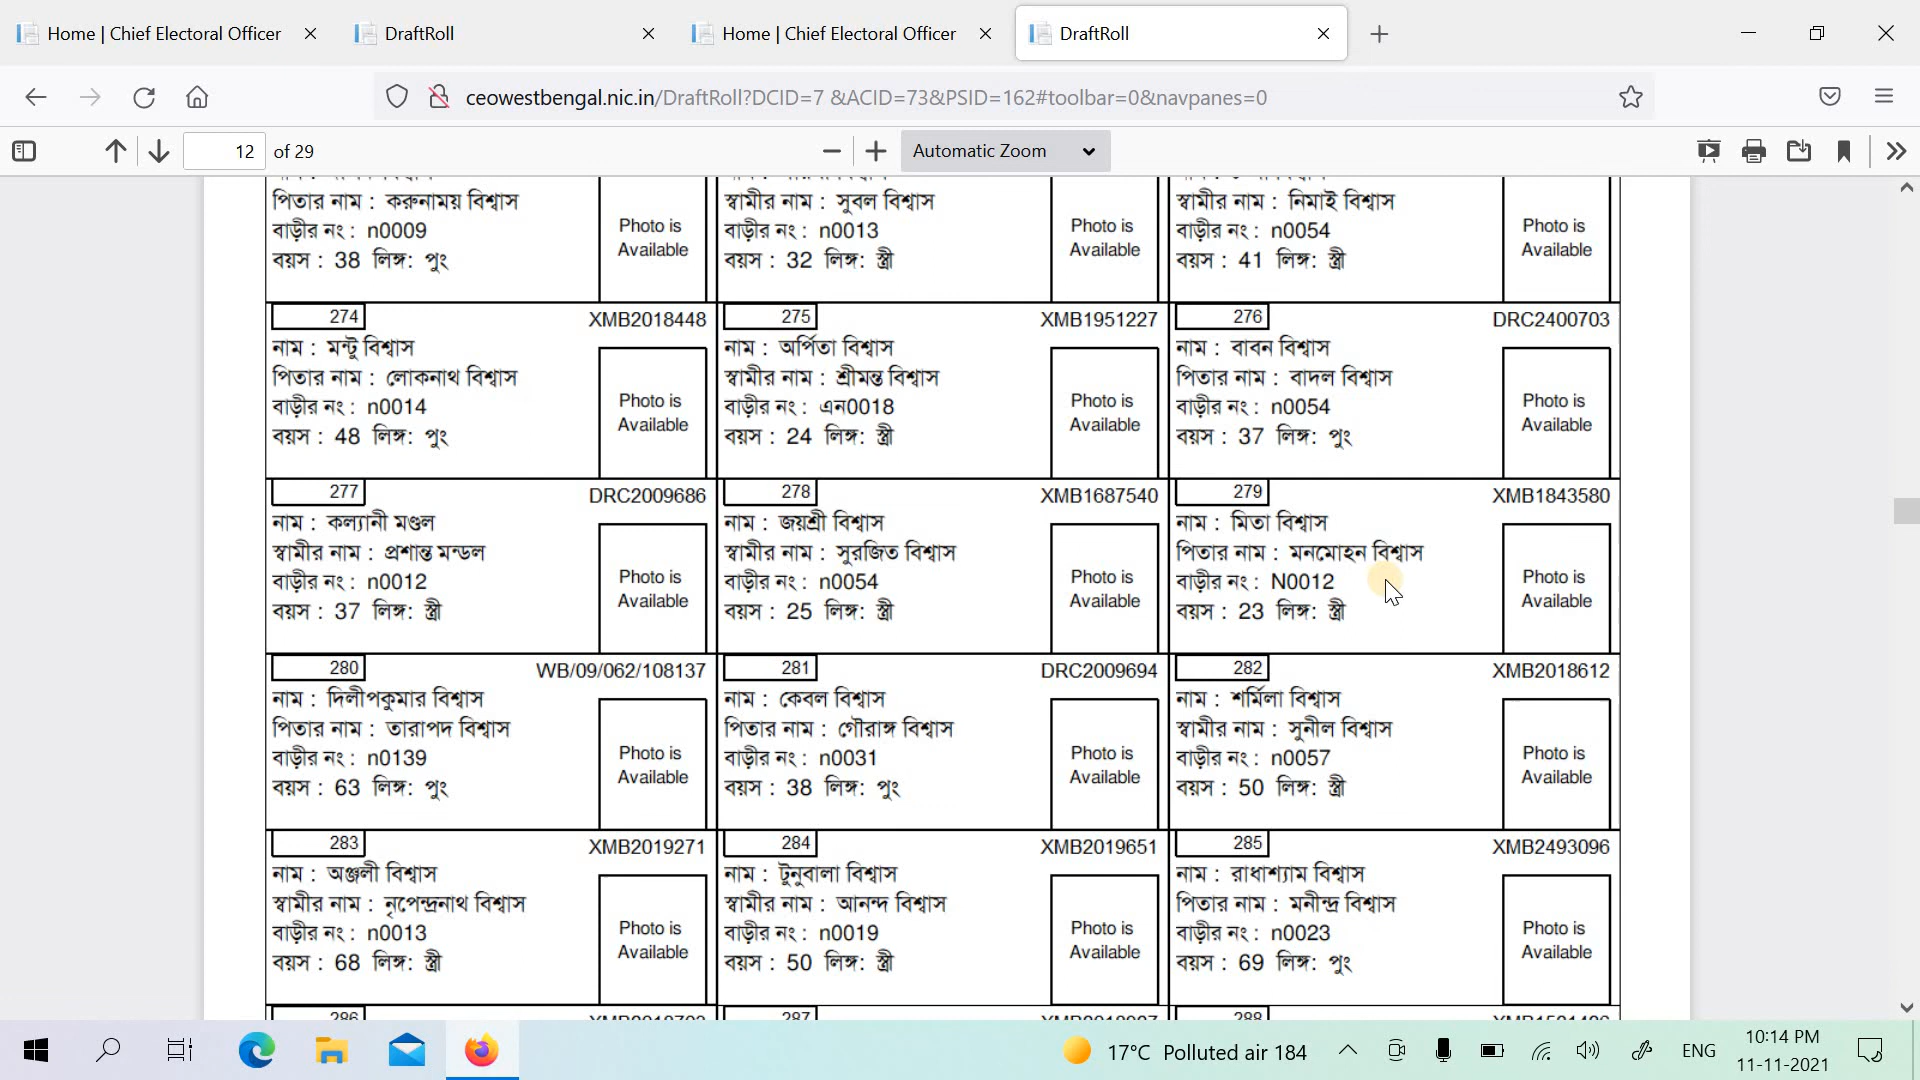 Home | Chief Electoral Officer
DraftRoll
Home | Chief Electoral Officer
DraftRoll
ceowestbengal.nic.in/DraftRoll?DCID=7 &ACID=73&PSID=162#toolbar=0&navpanes=0
12 of 29
Automatic Zoom
পিতার নাম : করুনাময় বিশ্বাস
বাড়ীর নং : n0009
বয়স : 38 লিঙ্গ: পুং
Photo is
Available
স্বামীর নাম : সুবল বিশ্বাস
বাড়ীর নং : n0013
বয়স : 32 লিঙ্গ: স্ত্রী
Photo is
Available
স্বামীর নাম : নিমাই বিশ্বাস
বাড়ীর নং : n0054
বয়স : 41 লিঙ্গ: স্ত্রী
Photo is
Available
274 XMB2018448
নাম : মন্টু বিশ্বাস
পিতার নাম : লোকনাথ বিশ্বাস
বাড়ীর নং : n0014
বয়স : 48 লিঙ্গ: পুং
Photo is
Available
275 XMB1951227
নাম : অর্পিতা বিশ্বাস
স্বামীর নাম : শ্রীমন্ত বিশ্বাস
বাড়ীর নং : এন0018
বয়স : 24 লিঙ্গ: স্ত্রী
Photo is
Available
276 DRC2400703
নাম : বাবন বিশ্বাস
পিতার নাম : বাদল বিশ্বাস
বাড়ীর নং : n0054
বয়স : 37 লিঙ্গ: পুং
Photo is
Available
277 DRC2009686
নাম : কল্যানী মণ্ডল
স্বামীর নাম : প্রশান্ত মন্ডল
বাড়ীর নং : n0012
বয়স : 37 লিঙ্গ: স্ত্রী
Photo is
Available
278 XMB1687540
নাম : জয়শ্রী বিশ্বাস
স্বামীর নাম : সুরজিত বিশ্বাস
বাড়ীর নং : n0054
বয়স : 25 লিঙ্গ: স্ত্রী
Photo is
Available
279 XMB1843580
নাম : মিতা বিশ্বাস
পিতার নাম : মনমোহন বিশ্বাস
বাড়ীর নং : N0012
বয়স : 23 লিঙ্গ: স্ত্রী
Photo is
Available
280 WB/09/062/108137
নাম : দিলীপকুমার বিশ্বাস
পিতার নাম : তারাপদ বিশ্বাস
বাড়ীর নং : n0139
বয়স : 63 লিঙ্গ: পুং
Photo is
Available
281 DRC2009694
নাম : কেবল বিশ্বাস
পিতার নাম : গৌরাঙ্গ বিশ্বাস
বাড়ীর নং : n0031
বয়স : 38 লিঙ্গ: পুং
Photo is
Available
282 XMB2018612
নাম : শর্মিলা বিশ্বাস
স্বামীর নাম : সুনীল বিশ্বাস
বাড়ীর নং : n0057
বয়স : 50 লিঙ্গ: স্ত্রী
Photo is
Available
283 XMB2019271
নাম : অঞ্জলী বিশ্বাস
স্বামীর নাম : নৃপেন্দ্রনাথ বিশ্বাস
বাড়ীর নং : n0013
বয়স : 68 লিঙ্গ: স্ত্রী
Photo is
Available
284 XMB2019651
নাম : টুনুবালা বিশ্বাস
স্বামীর নাম : আনন্দ বিশ্বাস
বাড়ীর নং : n0019
বয়স : 50 লিঙ্গ: স্ত্রী
Photo is
Available
285 XMB2493096
নাম : রাধাশ্যাম বিশ্বাস
পিতার নাম : মনীন্দ্র বিশ্বাস
বাড়ীর নং : n0023
বয়স : 69 লিঙ্গ: পুং
Photo is
Available
286
287
288
17°C Polluted air 184
ENG
10:14 PM
11-11-2021